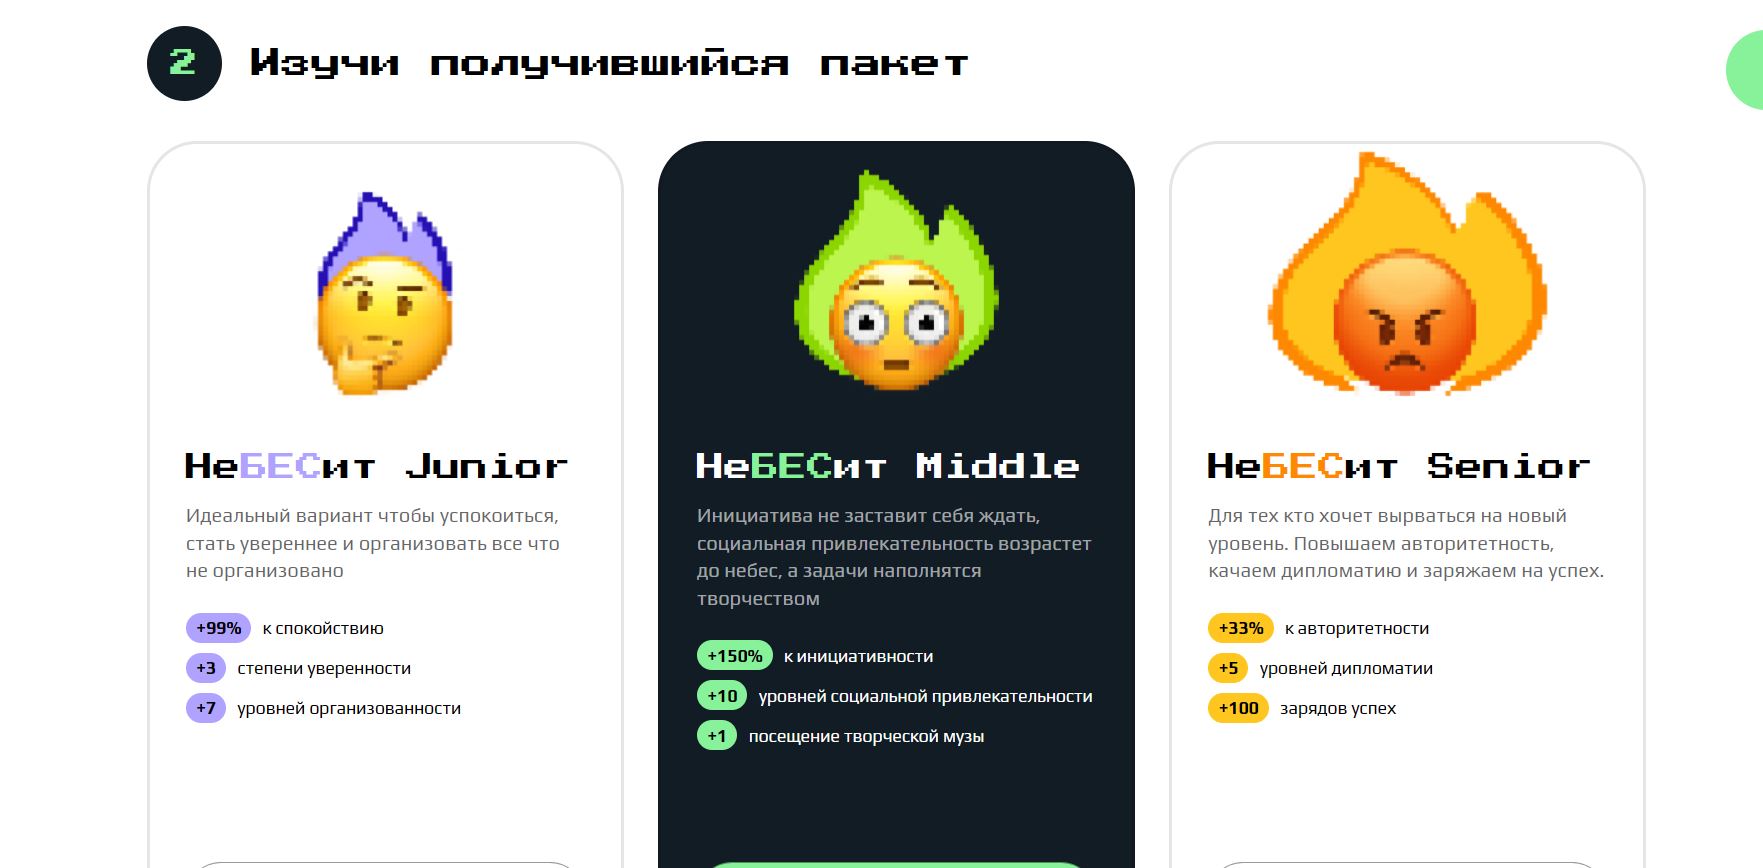 2 Изучи получившийся пакет
НеБЕСит Junior
Идеальный вариант чтобы успокоиться,
стать увереннее и организовать все что
не организовано
+99% к спокойствию
+3 степени уверенности
+7 уровней организованности
НеБЕСит Middle
Инициатива не заставит себя ждать,
социальная привлекательность возрастет
до небес, а задачи наполнятся
творчеством
+150% к инициативности
+10 уровней социальной привлекательности
+1 посещение творческой музы
НеБЕСит Senior
Для тех кто хочет вырваться на новый
уровень. Повышаем авторитетность,
качаем дипломатию и заряжаем на успех.
+33% к авторитетности
+5 уровней дипломатии
+100 зарядов успех